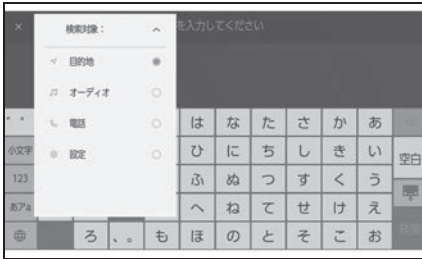 検索対象：
を入力してください
目的地
オーディオ
電話
設定
は な た さ か あ
小文字 ひ に ち し き い 空白
123 ふ ぬ つ す く う
あアa へ ね て せ け え
ろ 、。 も ほ の と そ こ お 検索